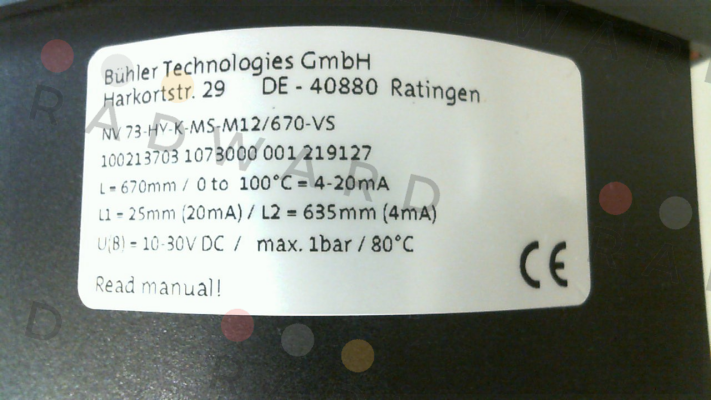 Bühler Technologies GmbH
Harkortstr. 29 DE - 40880 Ratingen
NV 73-HV-K-MS-M12/670-VS
100213703 1073000 001 219127
L = 670mm / 0 to 100°C = 4-20mA
L1 = 25mm (20mA) / L2 = 635mm (4mA)
U(B) = 10-30V DC / max. 1bar / 80°C
Read manual!
CE
RADWARD
D